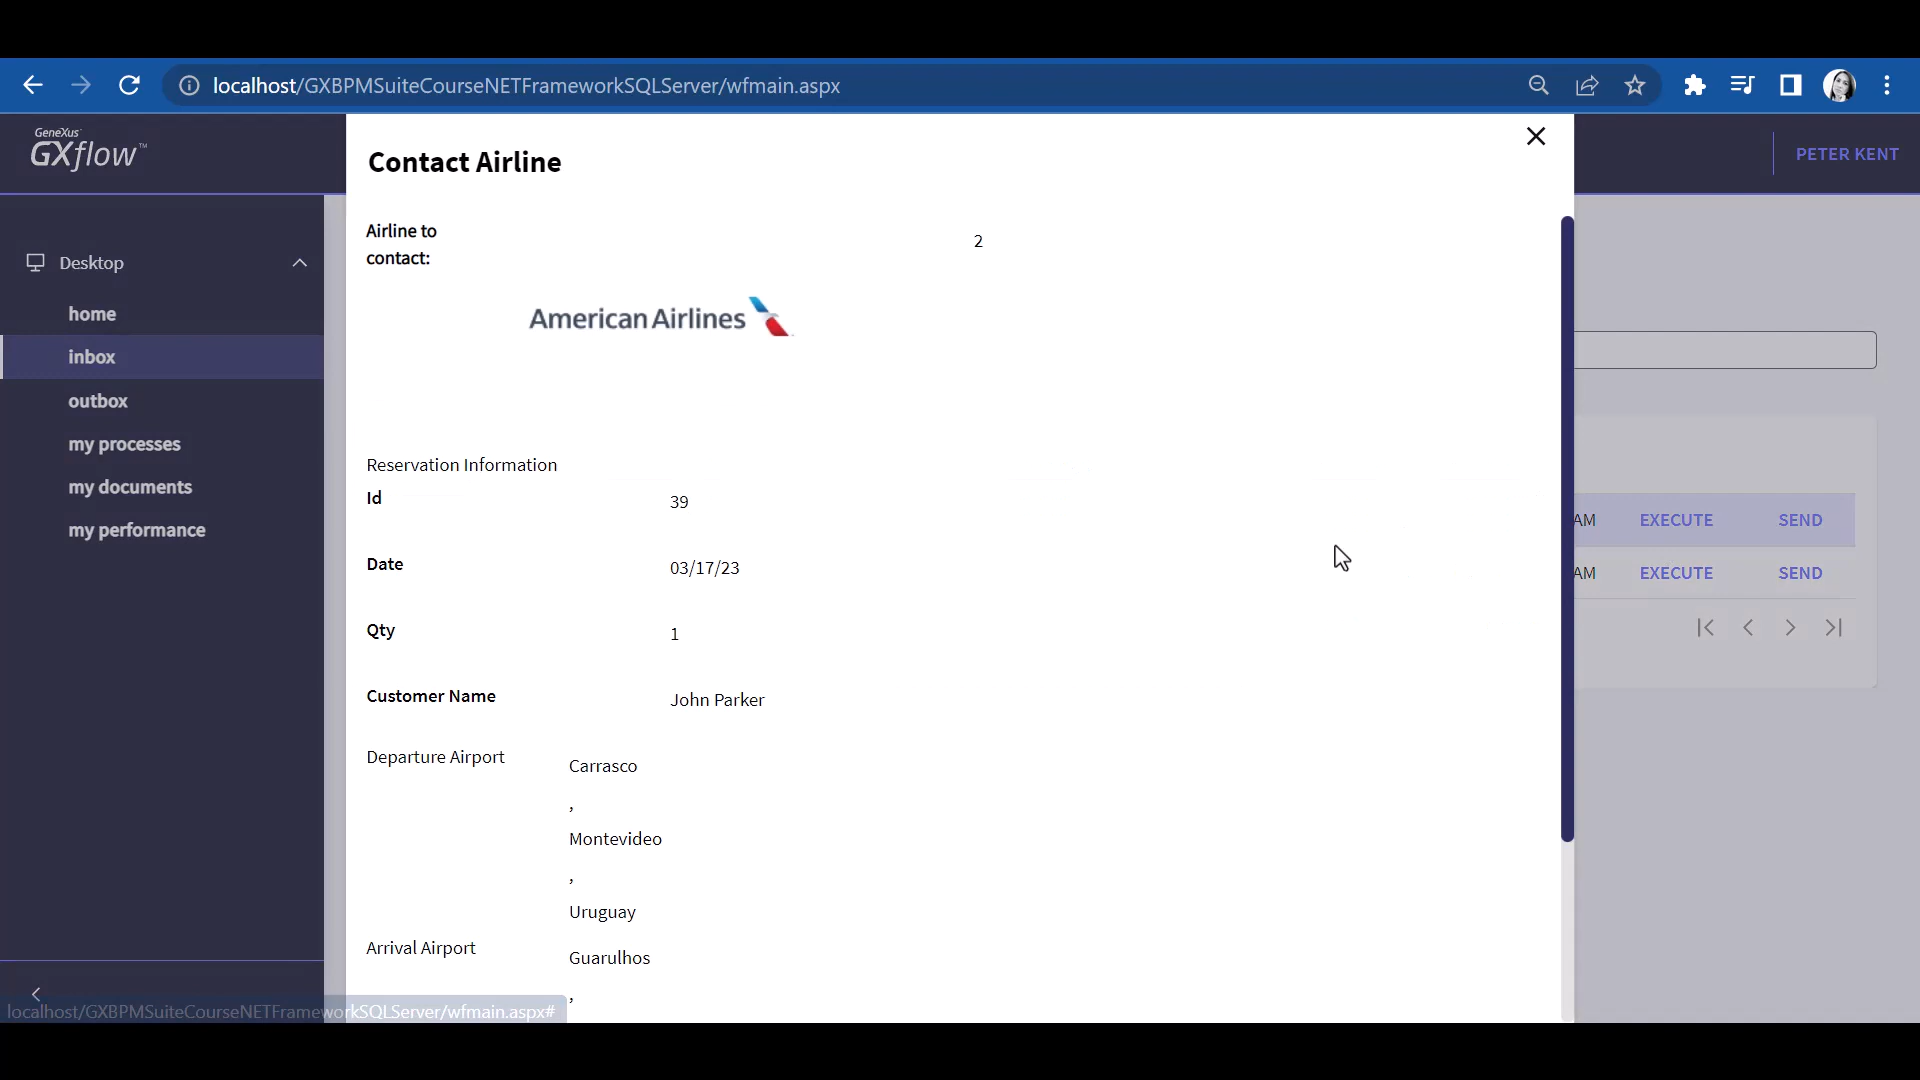 localhost/GXBPMSuiteCourseNETFrameworkSQLServer/wfmain.aspx
GeneXus™
GXflow™
PETER KENT
Contact Airline
Airline to
contact:
2
American Airlines
Desktop
home
inbox
outbox
my processes
my documents
my performance
Reservation Information
Id
39
Date
03/17/23
Qty
1
Customer Name
John Parker
Departure Airport
Carrasco
,
Montevideo
,
Uruguay
Arrival Airport
Guarulhos
,
AM EXECUTE SEND
AM EXECUTE SEND
localhost/GXBPMSuiteCourseNETFrameworkSQLServer/wfmain.aspx#